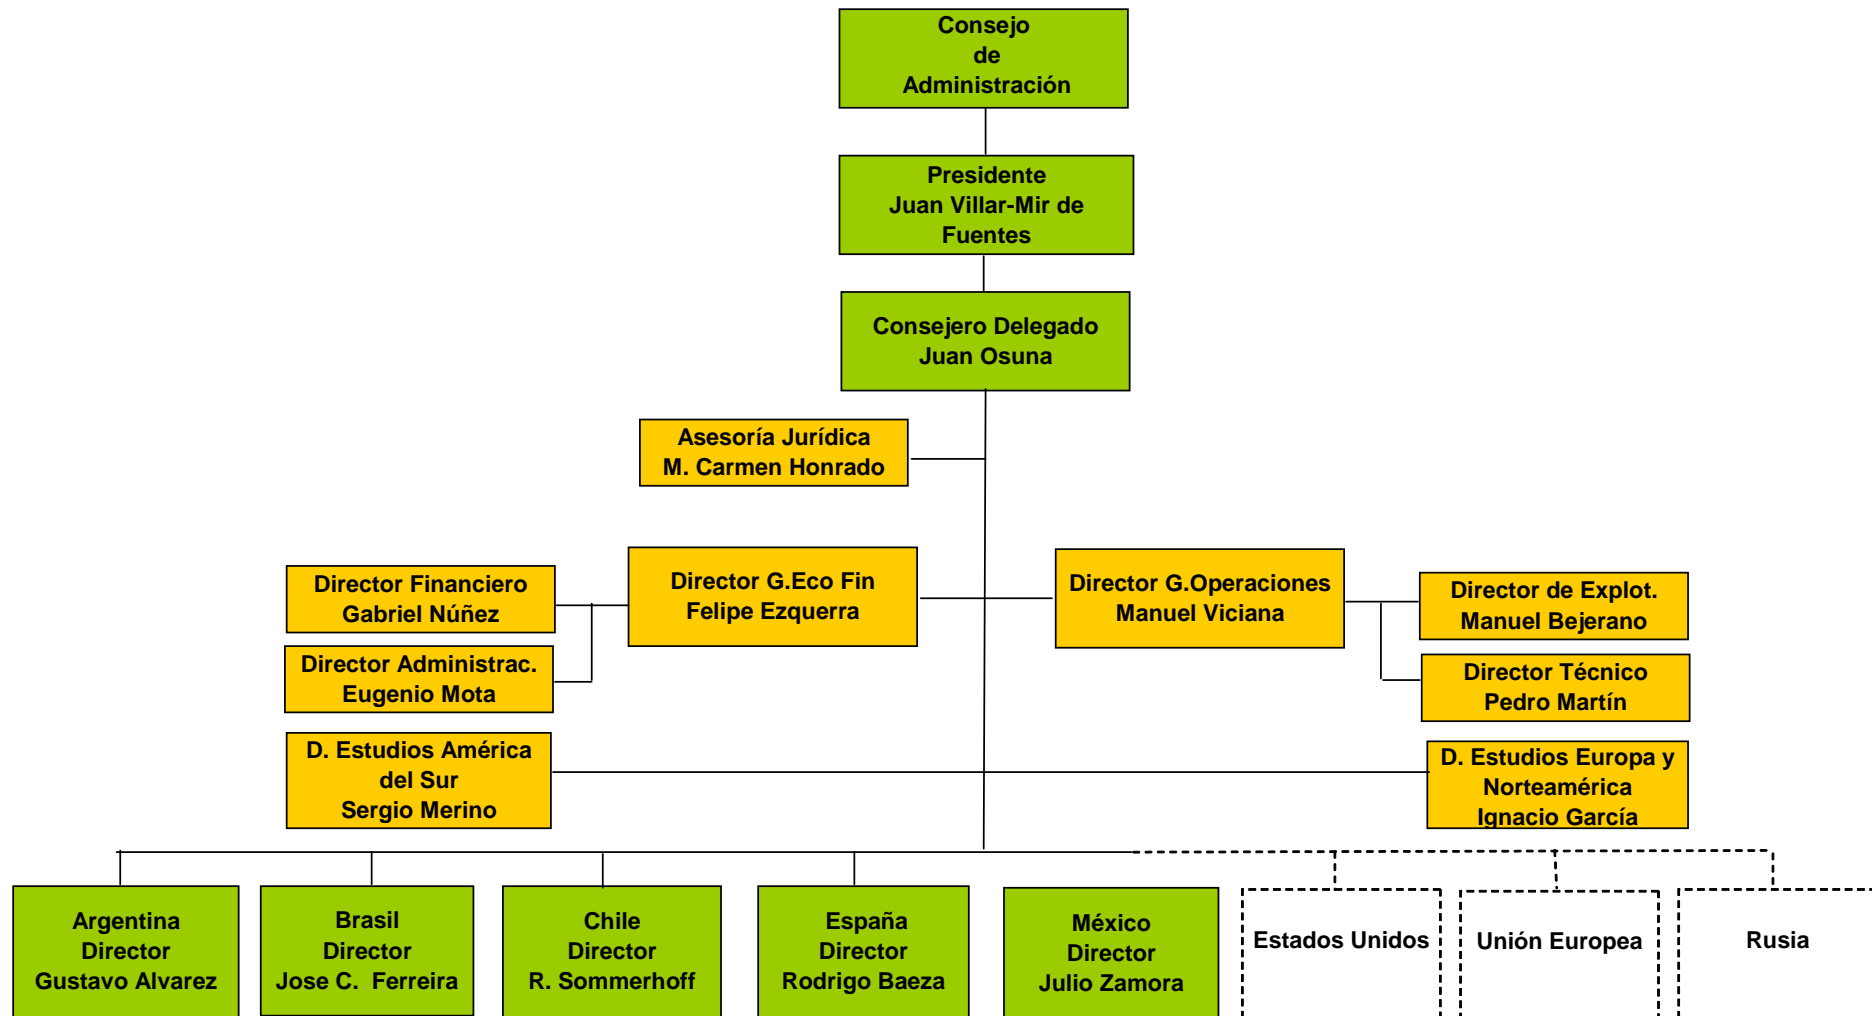 Consejo
de
Administración
Presidente
Juan Villar-Mir de
Fuentes
Consejero Delegado
Juan Osuna
Asesoría Jurídica
M. Carmen Honrado
Director Financiero
Gabriel Núñez
Director G.Eco Fin
Felipe Ezquerra
Director G.Operaciones
Manuel Viciana
Director de Explot.
Manuel Bejerano
Director Administrac.
Eugenio Mota
Director Técnico
Pedro Martín
D. Estudios América
del Sur
Sergio Merino
D. Estudios Europa y
Norteamérica
Ignacio García
Argentina
Director
Gustavo Alvarez
Brasil
Director
Jose C.  Ferreira
Chile
Director
R. Sommerhoff
España
Director
Rodrigo Baeza
México
Director
Julio Zamora
Estados Unidos
Unión Europea
Rusia